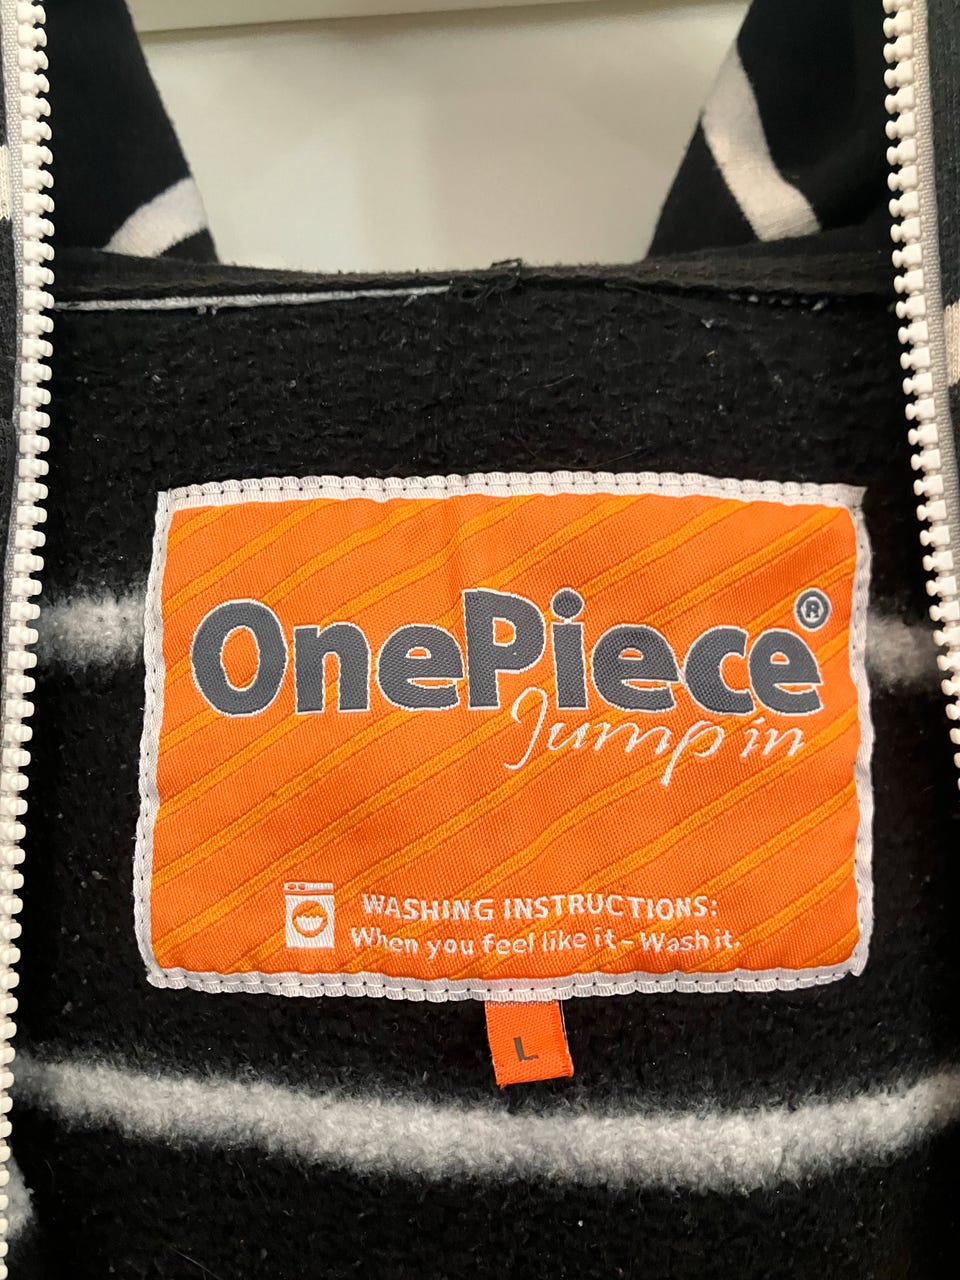 OnePiece®
Jump in
WASHING INSTRUCTIONS:
When you feel like it - Wash it.
L